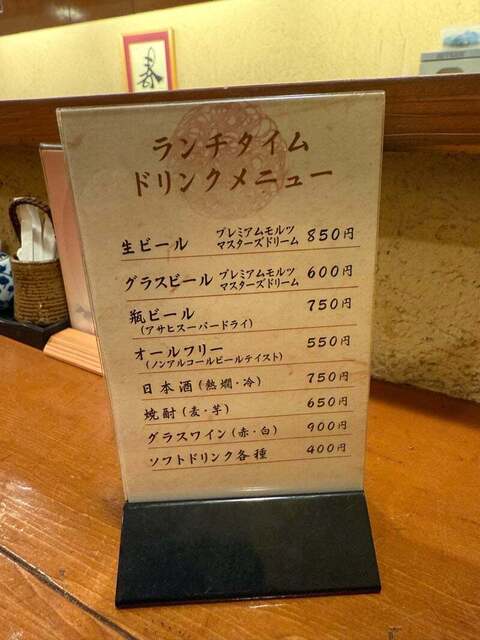 春
ランチタイム
ドリンクメニュー
生ビール プレミアムモルツ マスターズドリーム 850円
グラスビール プレミアムモルツ マスターズドリーム 600円
瓶ビール 750円
(アサヒスーパードライ)
オールフリー 550円
(ノンアルコールビールテイスト)
日本酒(熱燗・冷) 750円
焼酎(麦・芋) 650円
グラスワイン(赤・白) 900円
ソフトドリンク各種 400円